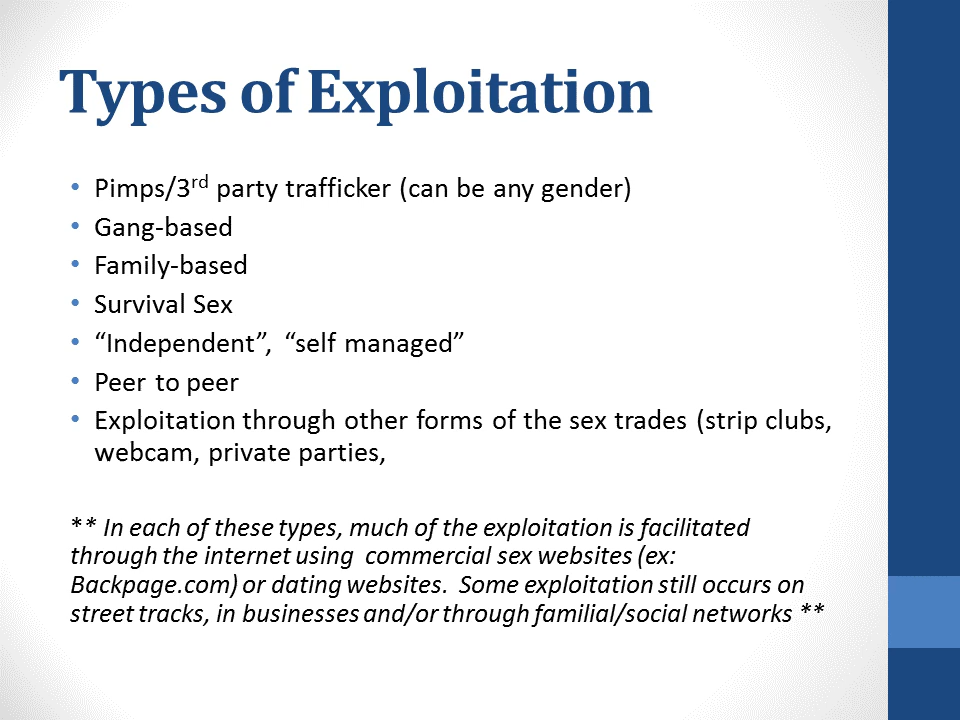 Types of Exploitation
• Pimps/3rd party trafficker (can be any gender)
• Gang-based
• Family-based
• Survival Sex
• “Independent”, “self managed”
• Peer to peer
• Exploitation through other forms of the sex trades (strip clubs,
webcam, private parties,
** In each of these types, much of the exploitation is facilitated
through the internet using commercial sex websites (ex:
Backpage.com) or dating websites. Some exploitation still occurs on
street tracks, in businesses and/or through familial/social networks **